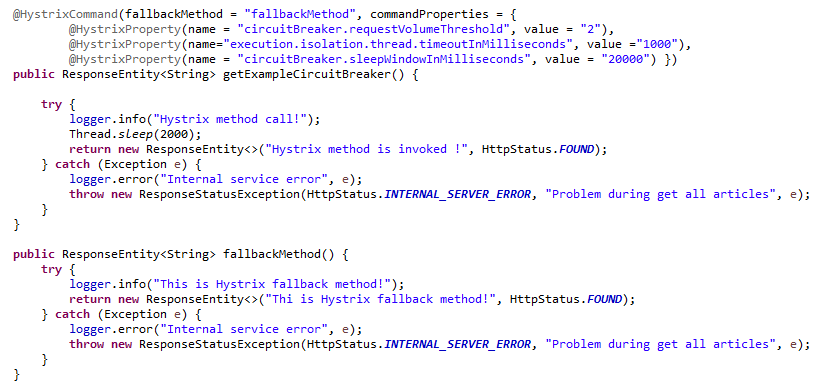 @HystrixCommand(fallbackMethod = "fallbackMethod", commandProperties = {
@HystrixProperty(name = "circuitBreaker.requestVolumeThreshold", value = "2"),
@HystrixProperty(name="execution.isolation.thread.timeoutInMilliseconds", value ="1000"),
@HystrixProperty(name = "circuitBreaker.sleepWindowInMilliseconds", value = "20000") })
public ResponseEntity<String> getExampleCircuitBreaker() {
try {
logger.info("Hystrix method call!");
Thread.sleep(2000);
return new ResponseEntity<>("Hystrix method is invoked !", HttpStatus.FOUND);
} catch (Exception e) {
logger.error("Internal service error", e);
throw new ResponseStatusException(HttpStatus.INTERNAL_SERVER_ERROR, "Problem during get all articles", e);
}
}
public ResponseEntity<String> fallbackMethod() {
try {
logger.info("This is Hystrix fallback method!");
return new ResponseEntity<>("Thi is Hystrix fallback method!", HttpStatus.FOUND);
} catch (Exception e) {
logger.error("Internal service error", e);
throw new ResponseStatusException(HttpStatus.INTERNAL_SERVER_ERROR, "Problem during get all articles", e);
}
}